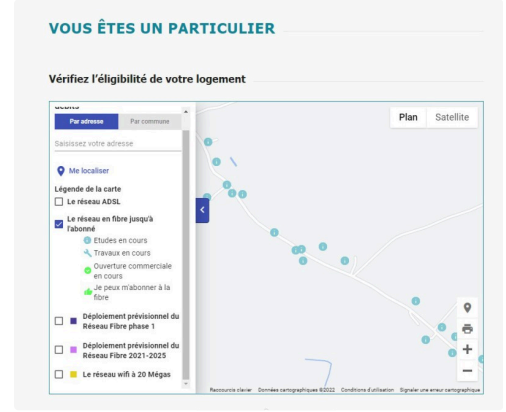 VOUS ÊTES UN PARTICULIER
Vérifiez l'éligibilité de votre logement
débits
Par adresse
Par commune
Saisissez votre adresse
Me localiser
Légende de la carte
Le réseau ADSL
Le réseau en fibre jusqu'à
l'abonné
Etudes en cours
Travaux en cours
Ouverture commerciale
en cours
Je peux m'abonner à la
fibre
Déploiement prévisionnel du
Réseau Fibre phase 1
Déploiement prévisionnel du
Réseau Fibre 2021-2025
Le réseau wifi à 20 Mégas
Plan
Satellite
Raccourcis clavier
Données cartographiques ©2022
Conditions d'utilisation
Signaler une erreur cartographique